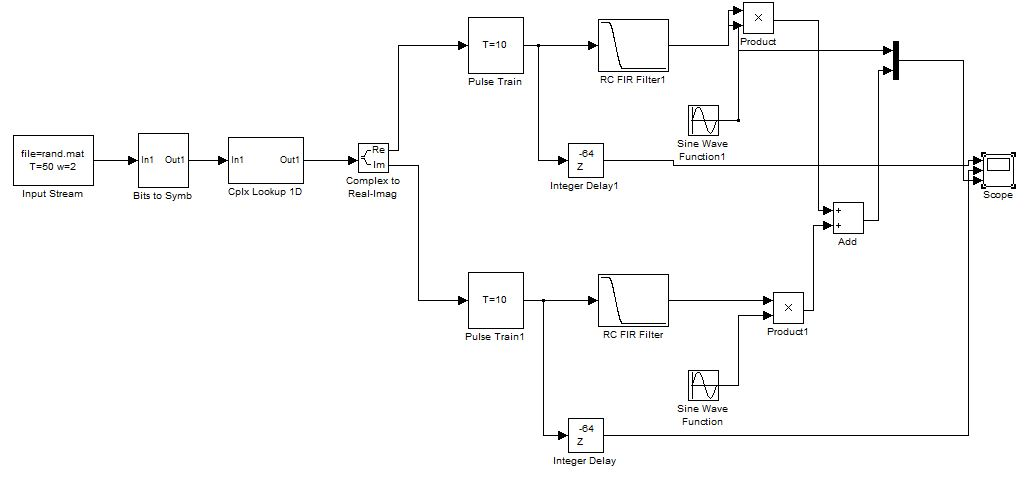 T=10
Pulse Train
RC FIR Filter1
×
Product
Sine Wave
Function1
file=rand.mat
T=50 w=2
Input Stream
In1 Out1
Bits to Symb
In1 Out1
Cplx Lookup 1D
Re
Im
Complex to
Real-Imag
-64
Z
Integer Delay1
Scope
+
+
Add
T=10
Pulse Train1
RC FIR Filter
×
Product1
Sine Wave
Function
-64
Z
Integer Delay